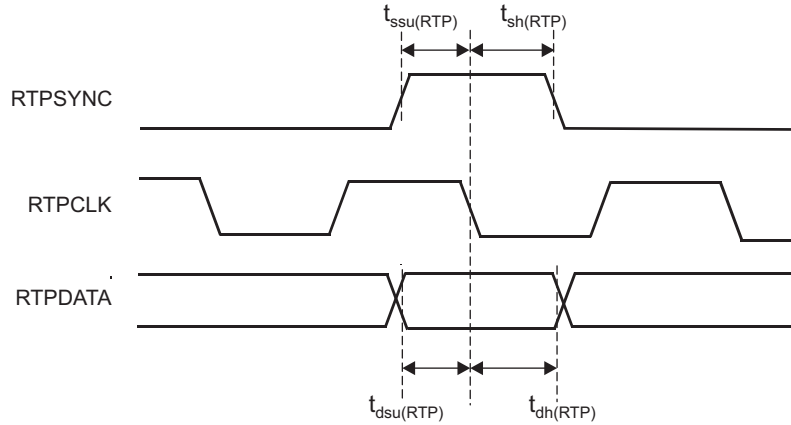 tssu(RTP) tsh(RTP)
RTPSYNC
RTPCLK
RTPDATA
tdsu(RTP) tdh(RTP)